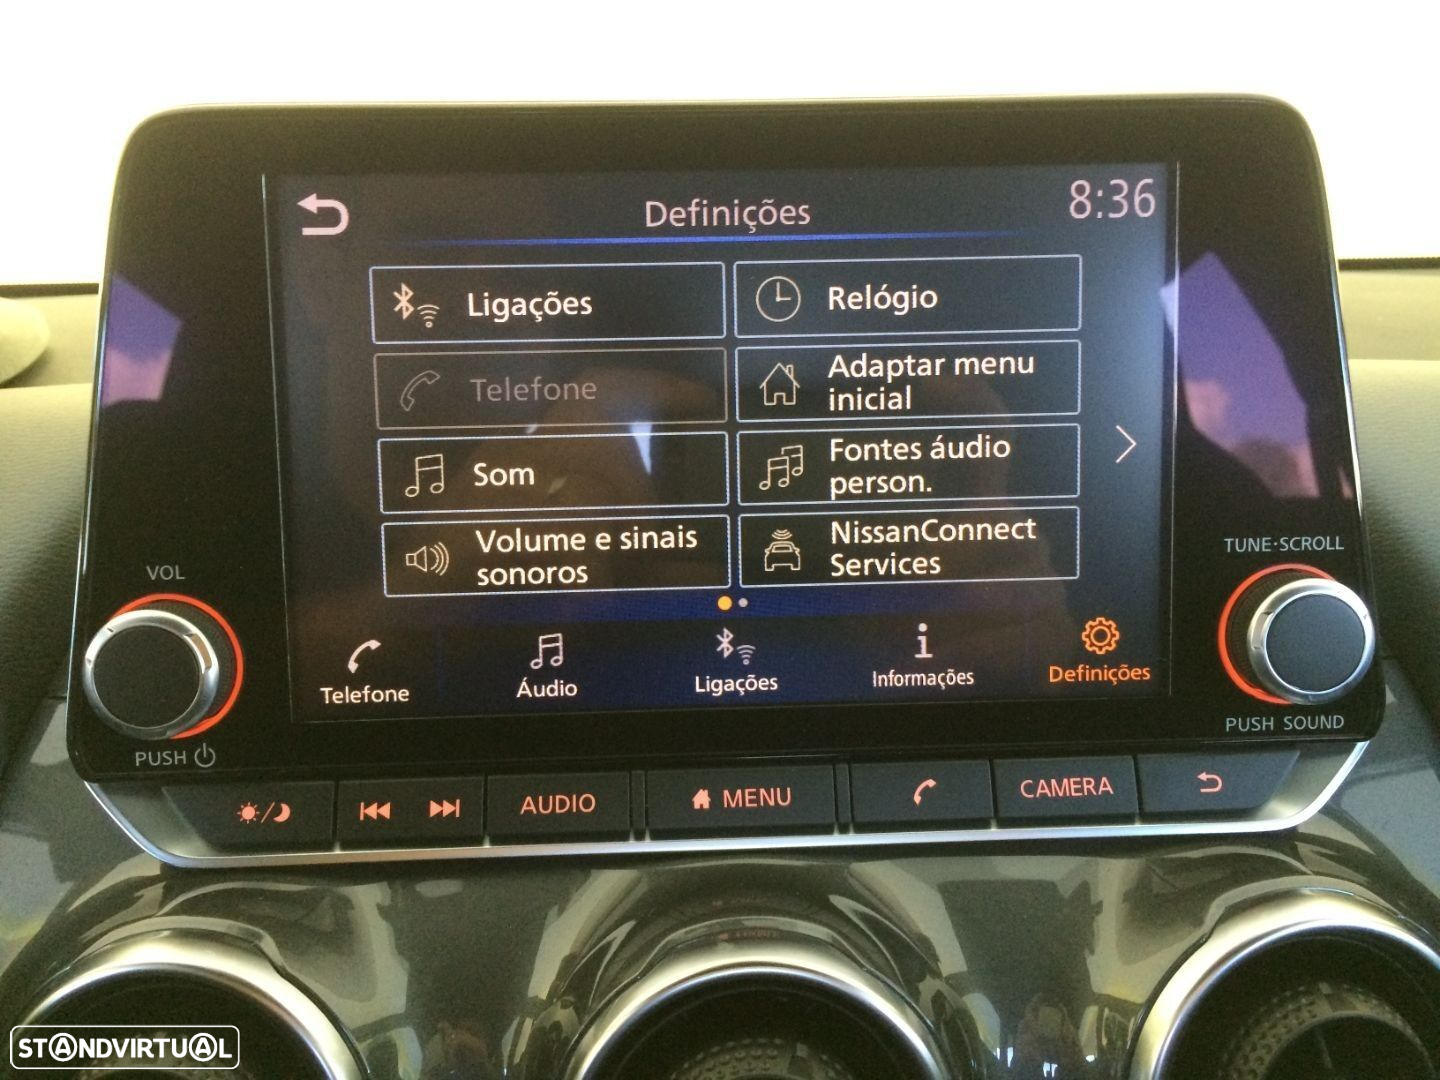 Definições
8:36
Ligações
Relógio
Telefone
Adaptar menu
inicial
Som
Fontes áudio
person.
Volume e sinais
sonoros
NissanConnect
Services
Telefone
Áudio
Ligações
Informações
Definições
VOL
PUSH
TUNE·SCROLL
PUSH SOUND
AUDIO
MENU
CAMERA
STANDVIRTUAL